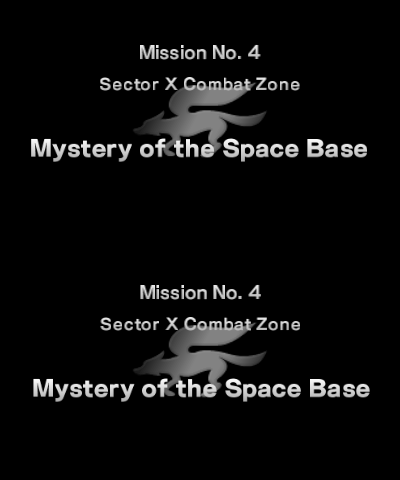 Mission No. 4
Sector X Combat Zone
Mystery of the Space Base
Mission No. 4
Sector X Combat Zone
Mystery of the Space Base